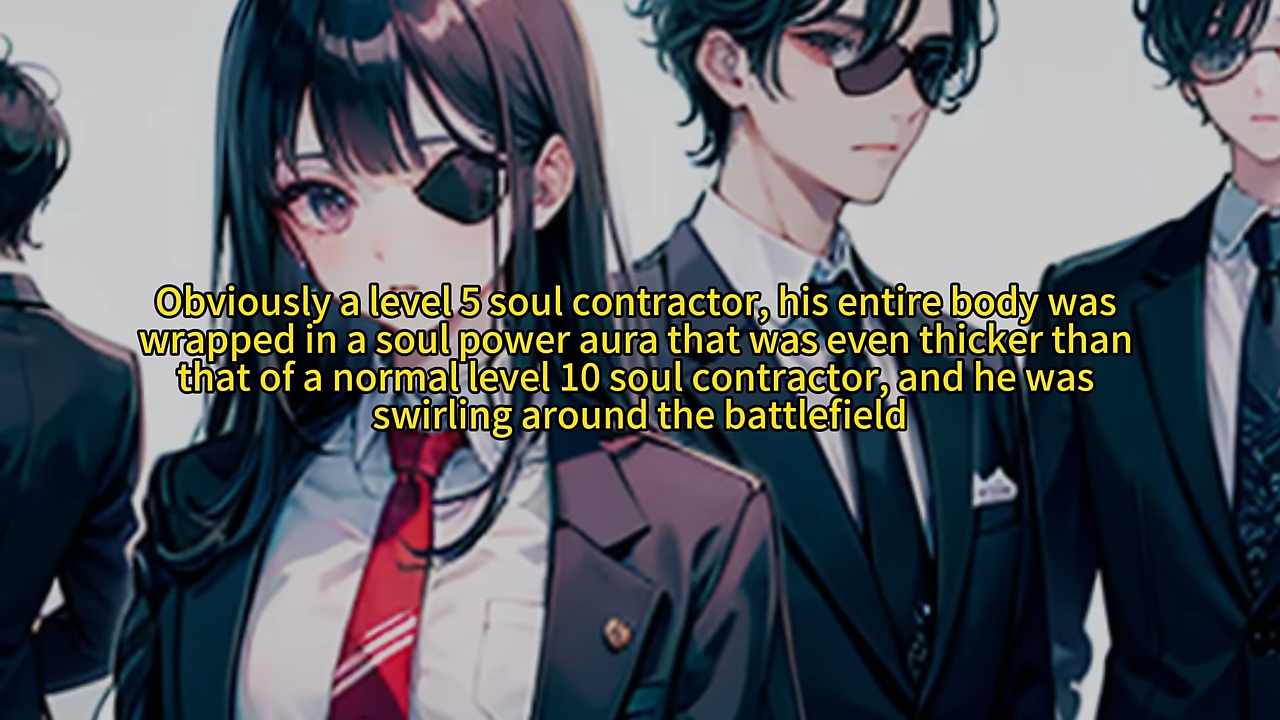 Obviously a level 5 soul contractor, his entire body was
wrapped in a soul power aura that was even thicker than
that of a normal level 10 soul contractor, and he was
swirling around the battlefield